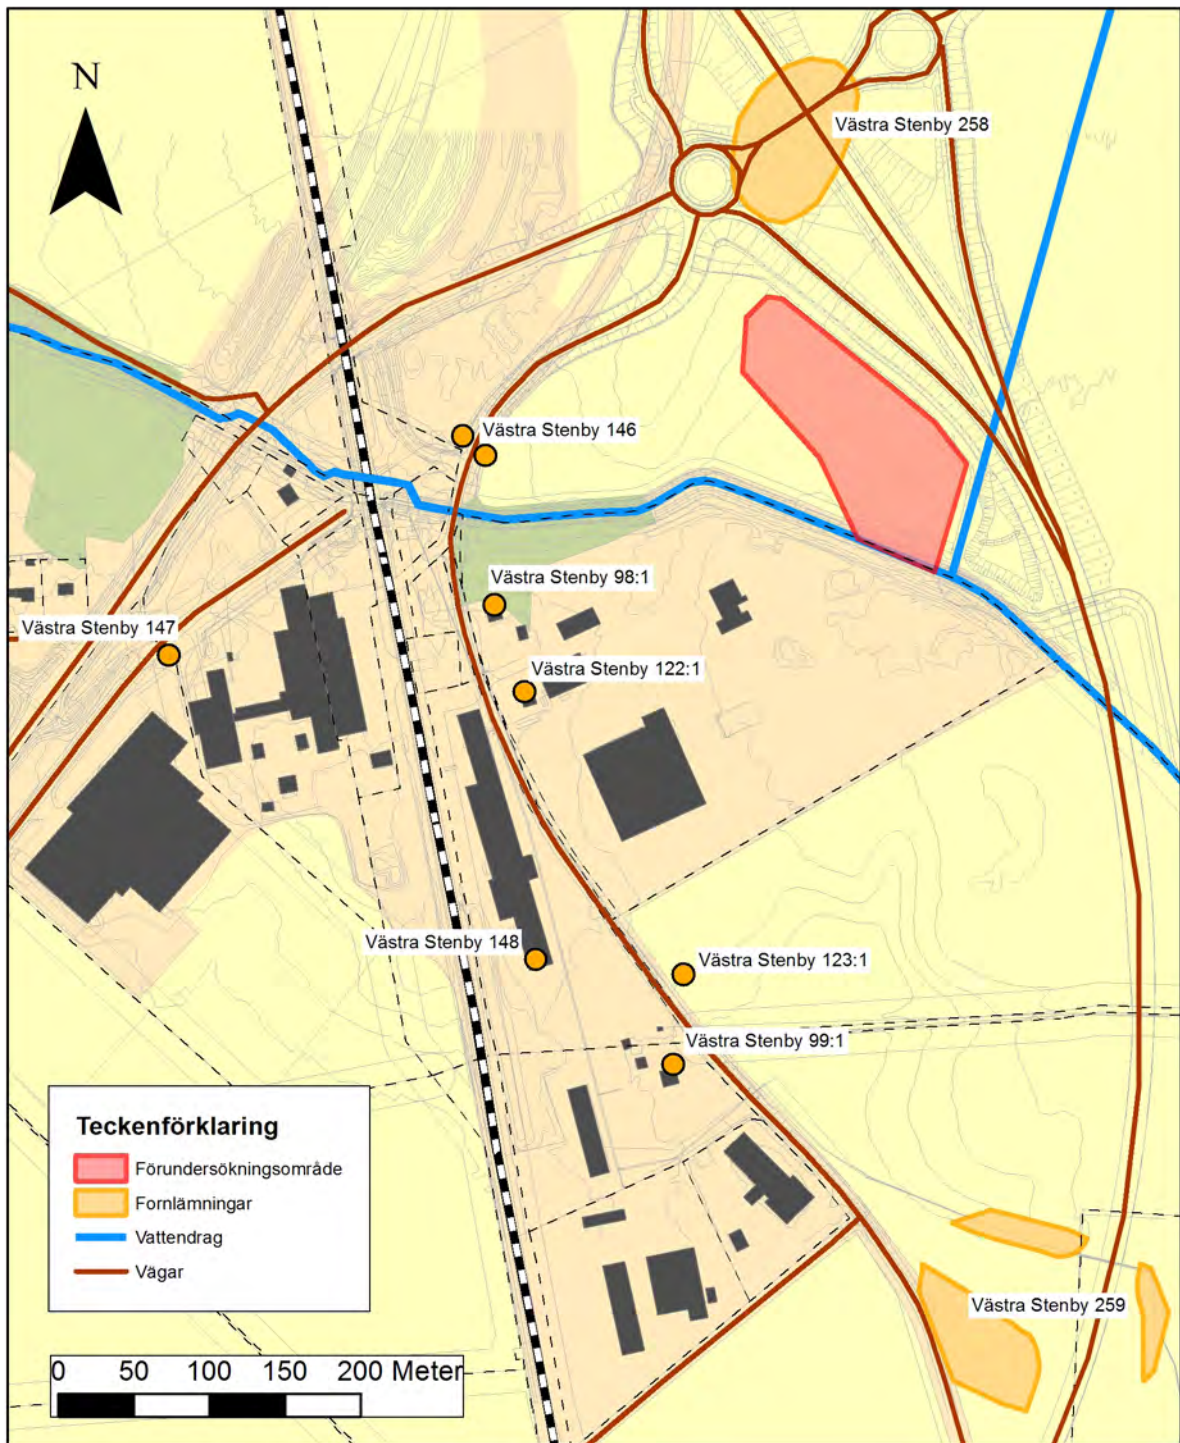 N
Västra Stenby 258
Västra Stenby 146
Västra Stenby 98:1
Västra Stenby 147
Västra Stenby 122:1
Västra Stenby 148
Västra Stenby 123:1
Västra Stenby 99:1
Teckenförklaring
Förundersökningsområde
Fornlämningar
Vattendrag
Vägar
Västra Stenby 259
0 50 100 150 200 Meter